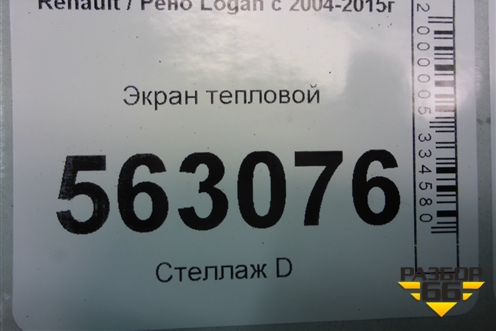 Renault / Рено Logan с 2004-2015г
Экран тепловой
563076
Стеллаж D
2000005334580
РАЗБОР
66